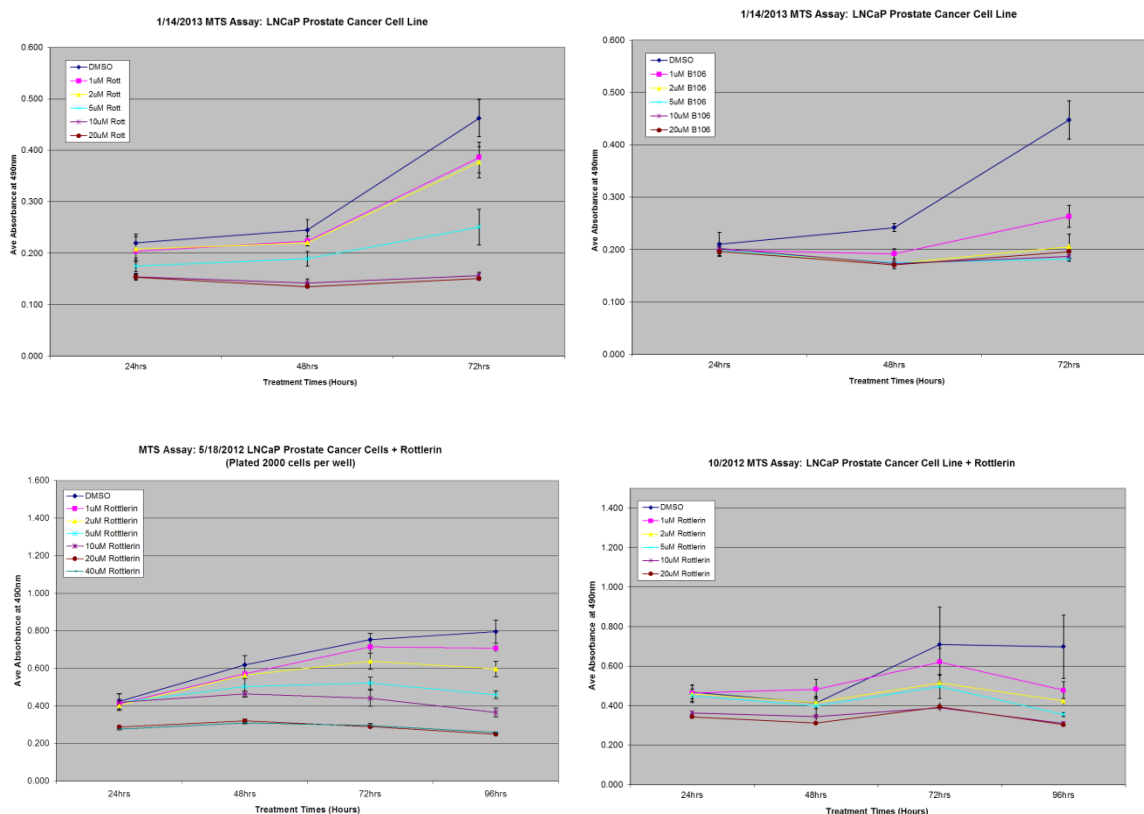 1/14/2013 MTS Assay: LNCaP Prostate Cancer Cell Line
0.600
0.500
0.400
0.300
0.200
0.100
0.000
Ave Absorbance at 490nm
DMSO
1uM Rott
2uM Rott
5uM Rott
10uM Rott
20uM Rott
24hrs
48hrs
72hrs
Treatment Times (Hours)
1/14/2013 MTS Assay: LNCaP Prostate Cancer Cell Line
0.600
0.500
0.400
0.300
0.200
0.100
0.000
Ave Absorbance at 490nm
DMSO
1uM B106
2uM B106
5uM B106
10uM B106
20uM B106
24hrs
48hrs
72hrs
Treatment Times (Hours)
MTS Assay: 5/18/2012 LNCaP Prostate Cancer Cells + Rottlerin
(Plated 2000 cells per well)
1.600
1.400
1.200
1.000
0.800
0.600
0.400
0.200
0.000
Ave Absorbance at 490nm
DMSO
1uM Rotttlerin
2uM Rotttlerin
5uM Rotttlerin
10uM Rotttlerin
20uM Rotttlerin
40uM Rotttlerin
24hrs
48hrs
72hrs
96hrs
Treatment Times (Hours)
10/2012 MTS Assay: LNCaP Prostate Cancer Cell Line + Rottlerin
1.400
1.200
1.000
0.800
0.600
0.400
0.200
0.000
Ave Absorbance at 490nm
DMSO
1uM Rottlerin
2uM Rottlerin
5uM Rottlerin
10uM Rottlerin
20uM Rottlerin
24hrs
48hrs
72hrs
96hrs
Treatment Times (Hours)